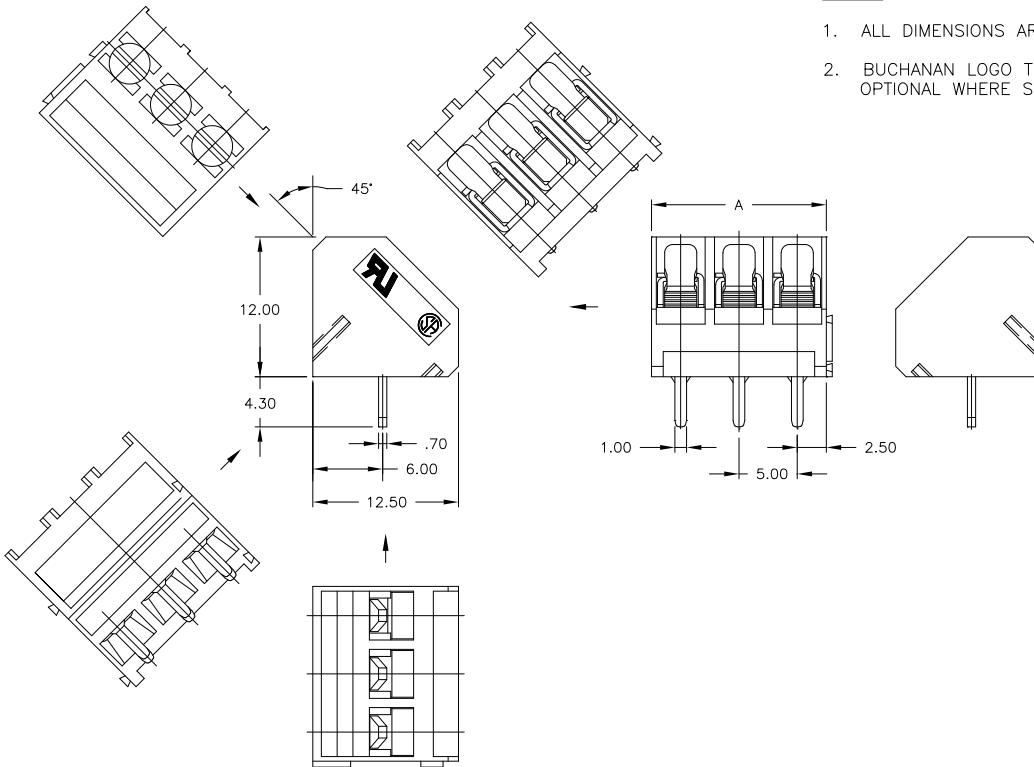 1. ALL DIMENSIONS AR
2. BUCHANAN LOGO T
OPTIONAL WHERE S
45°
A
12.00
4.30
.70
6.00
12.50
1.00
2.50
5.00